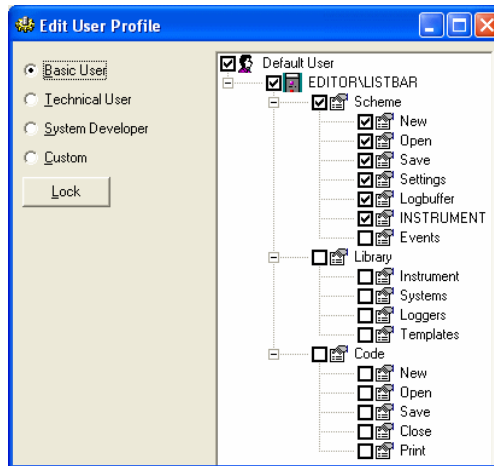 Edit User Profile
Basic User
Technical User
System Developer
Custom
Lock
Default User
EDITOR\LISTBAR
Scheme
New
Open
Save
Settings
Logbuffer
INSTRUMENT
Events
Library
Instrument
Systems
Loggers
Templates
Code
New
Open
Save
Close
Print